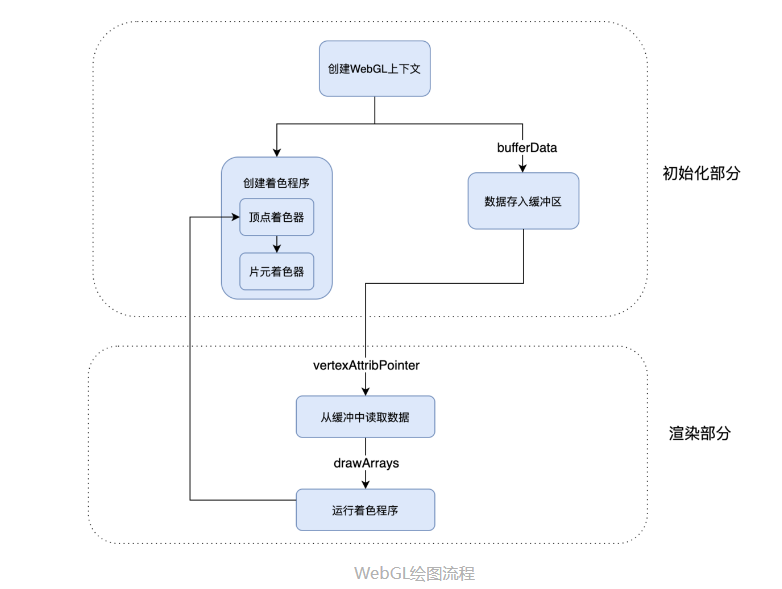 创建WebGL上下文
bufferData
初始化部分
创建着色程序
数据存入缓冲区
顶点着色器
片元着色器
vertexAttribPointer
从缓冲中读取数据
渲染部分
drawArrays
运行着色程序
WebGL绘图流程